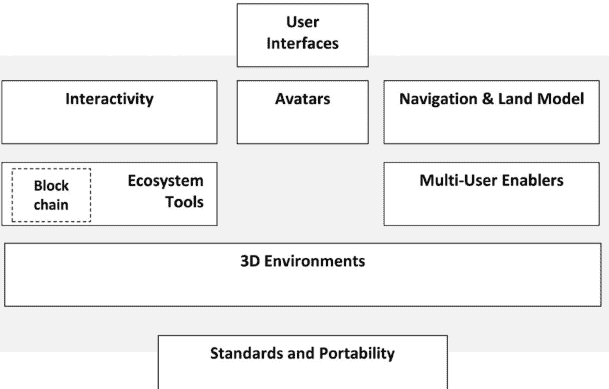 User
Interfaces
Interactivity
Avatars
Navigation & Land Model
Block
chain
Ecosystem
Tools
Multi-User Enablers
3D Environments
Standards and Portability